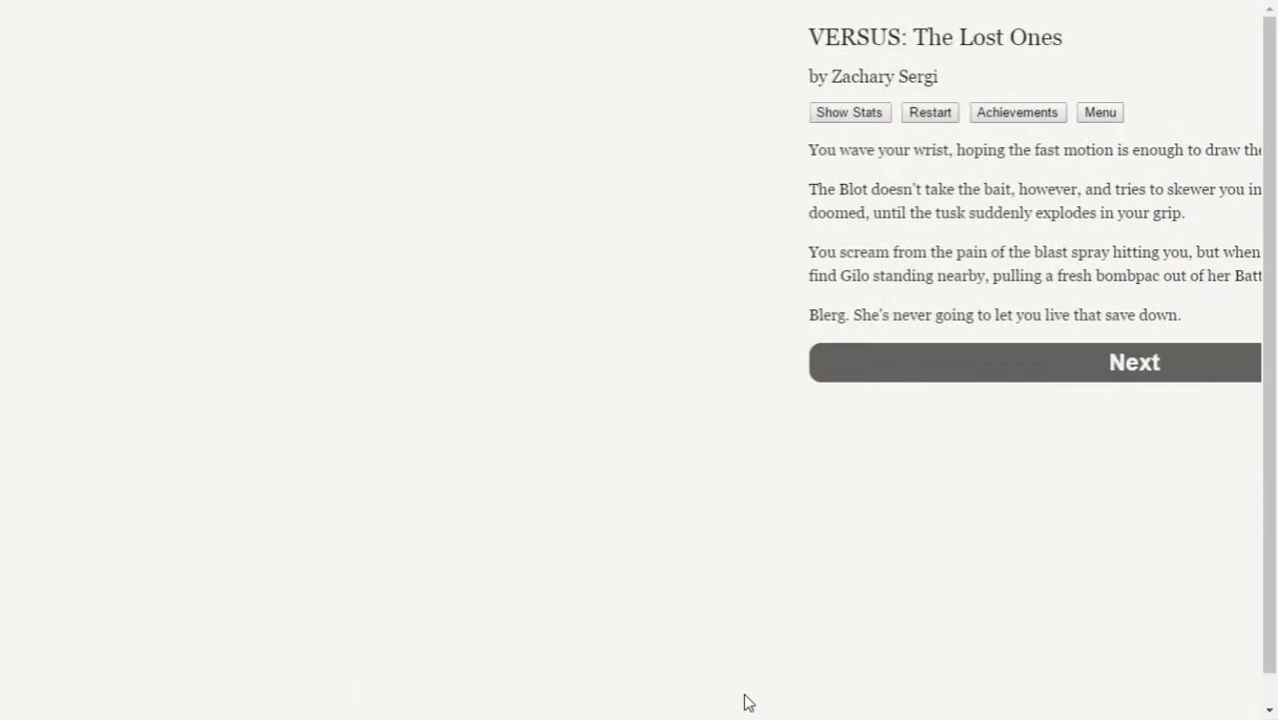 VERSUS: The Lost Ones
by Zachary Sergi
Show Stats Restart Achievements Menu
You wave your wrist, hoping the fast motion is enough to draw the
The Blot doesn't take the bait, however, and tries to skewer you in
doomed, until the tusk suddenly explodes in your grip.
You scream from the pain of the blast spray hitting you, but when
find Gilo standing nearby, pulling a fresh bombpac out of her Batt
Blerg. She's never going to let you live that save down.
Next